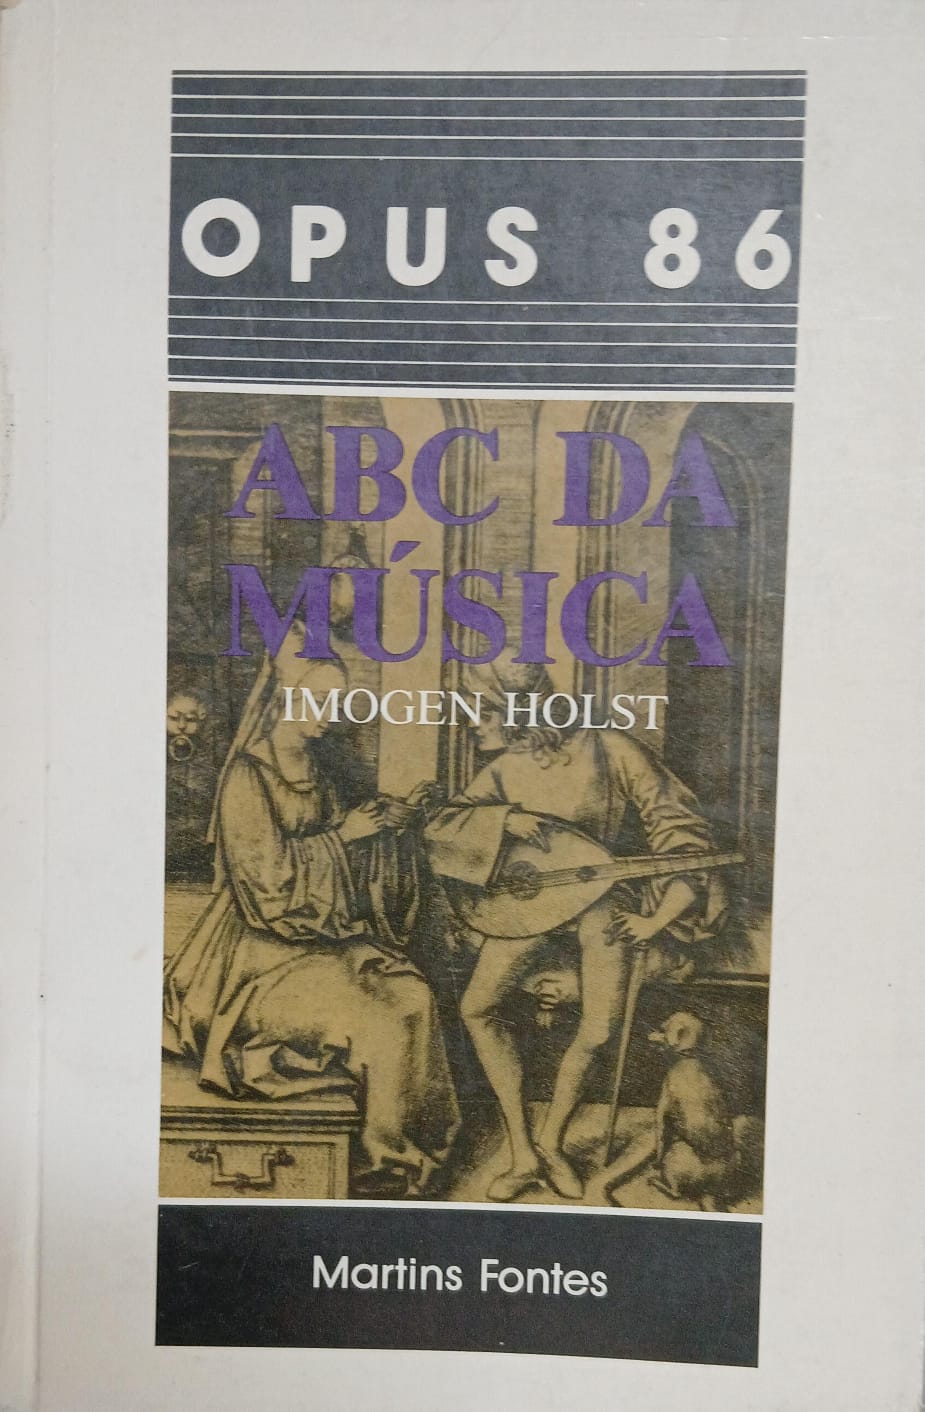 OPUS 86
ABC DA
MÚSICA
IMOGEN HOLST
Martins Fontes